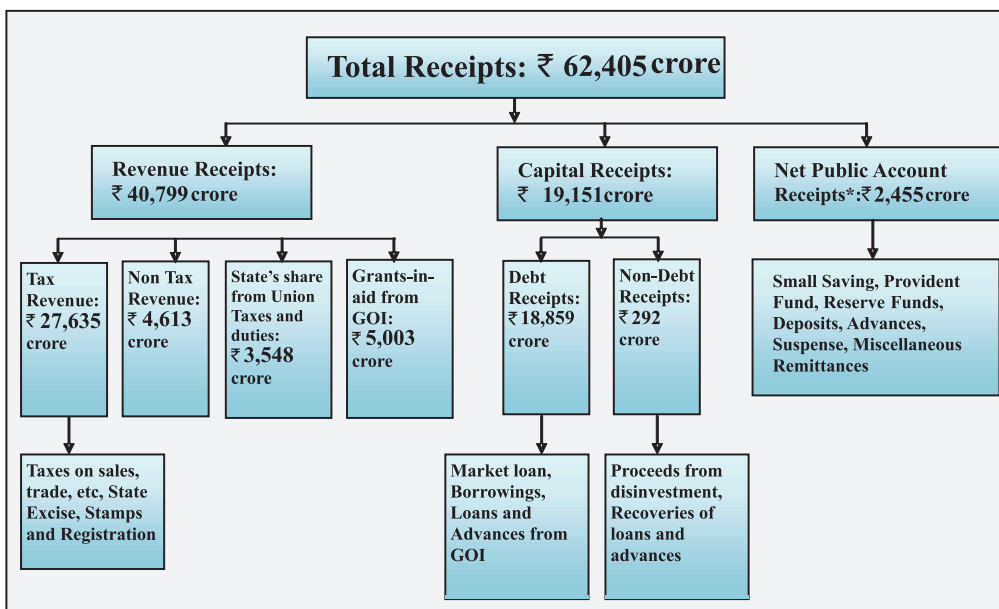 Total Receipts: ₹ 62,405 crore
Revenue Receipts:
₹ 40,799 crore
Capital Receipts:
₹ 19,151crore
Net Public Account
Receipts*:₹2,455 crore
Tax
Revenue:
₹ 27,635
crore
Non Tax
Revenue:
₹ 4,613
crore
State's share
from Union
Taxes and
duties:
₹ 3,548
crore
Grants-in-
aid from
GOI:
₹ 5,003
crore
Debt
Receipts:
₹18,859
crore
Non-Debt
Receipts:
₹292
crore
Small Saving, Provident
Fund, Reserve Funds,
Deposits, Advances,
Suspense, Miscellaneous
Remittances
Taxes on sales,
trade, etc, State
Excise, Stamps
and Registration
Market loan,
Borrowings,
Loans and
Advances from
GOI
Proceeds from
disinvestment,
Recoveries of
loans and
advances